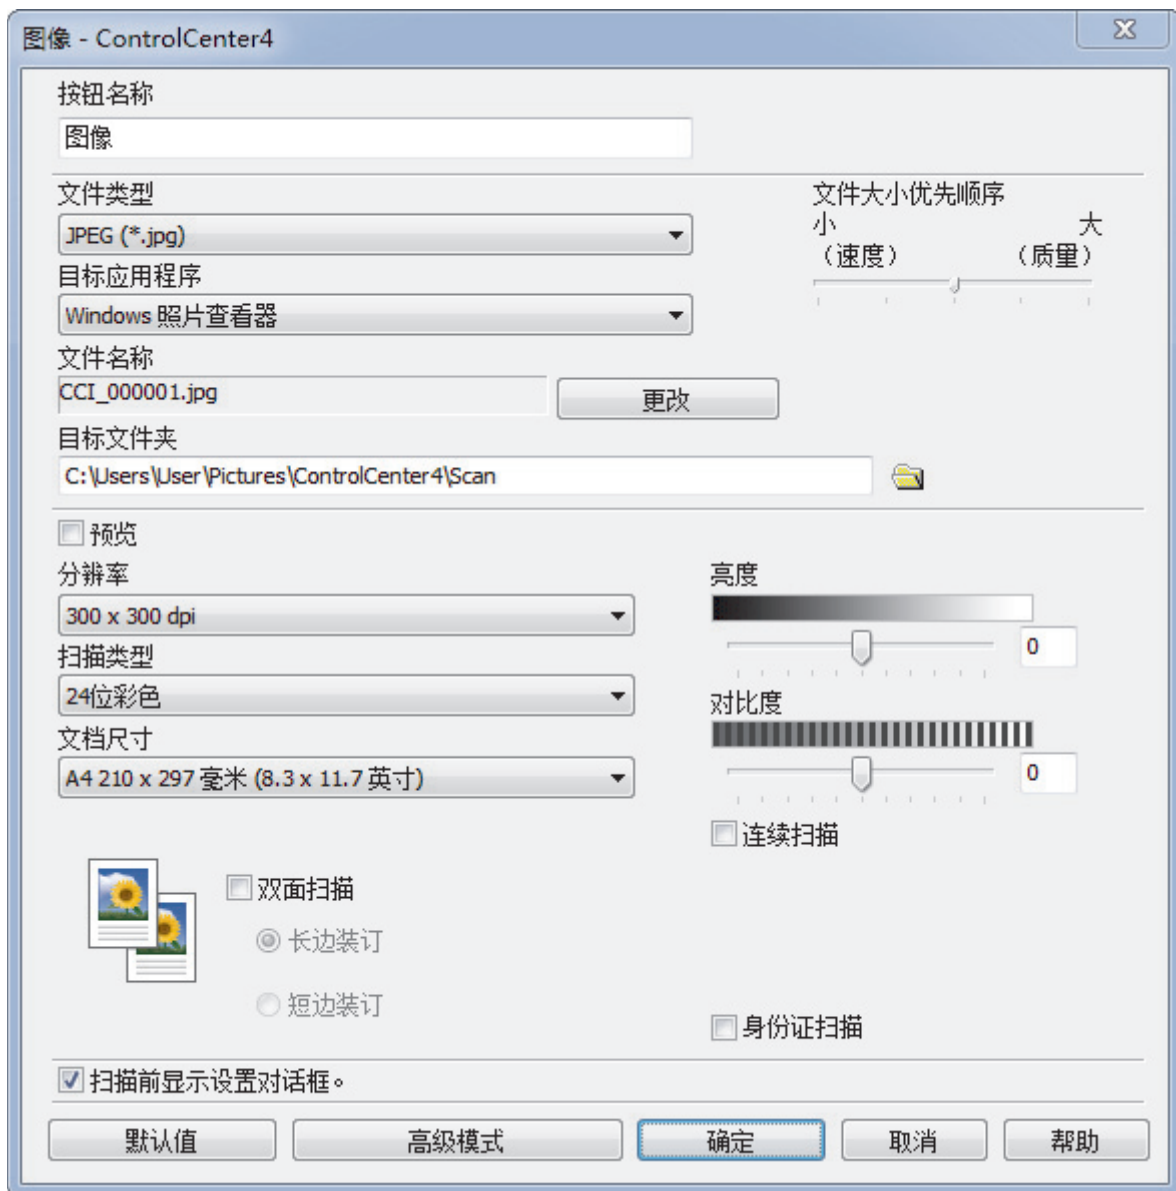 图像 - ControlCenter4
按钮名称
图像
文件类型
JPEG (*.jpg)
文件大小优先顺序
小 大
（速度） （质量）
目标应用程序
Windows 照片查看器
文件名称
CCI_000001.jpg
更改
目标文件夹
C:\Users\User\Pictures\ControlCenter4\Scan
预览
分辨率
300 x 300 dpi
扫描类型
24位彩色
文档尺寸
A4 210 x 297 毫米 (8.3 x 11.7 英寸)
亮度
0
对比度
0
连续扫描
双面扫描
长边装订
短边装订
身份证扫描
扫描前显示设置对话框。
默认值 高级模式 确定 取消 帮助